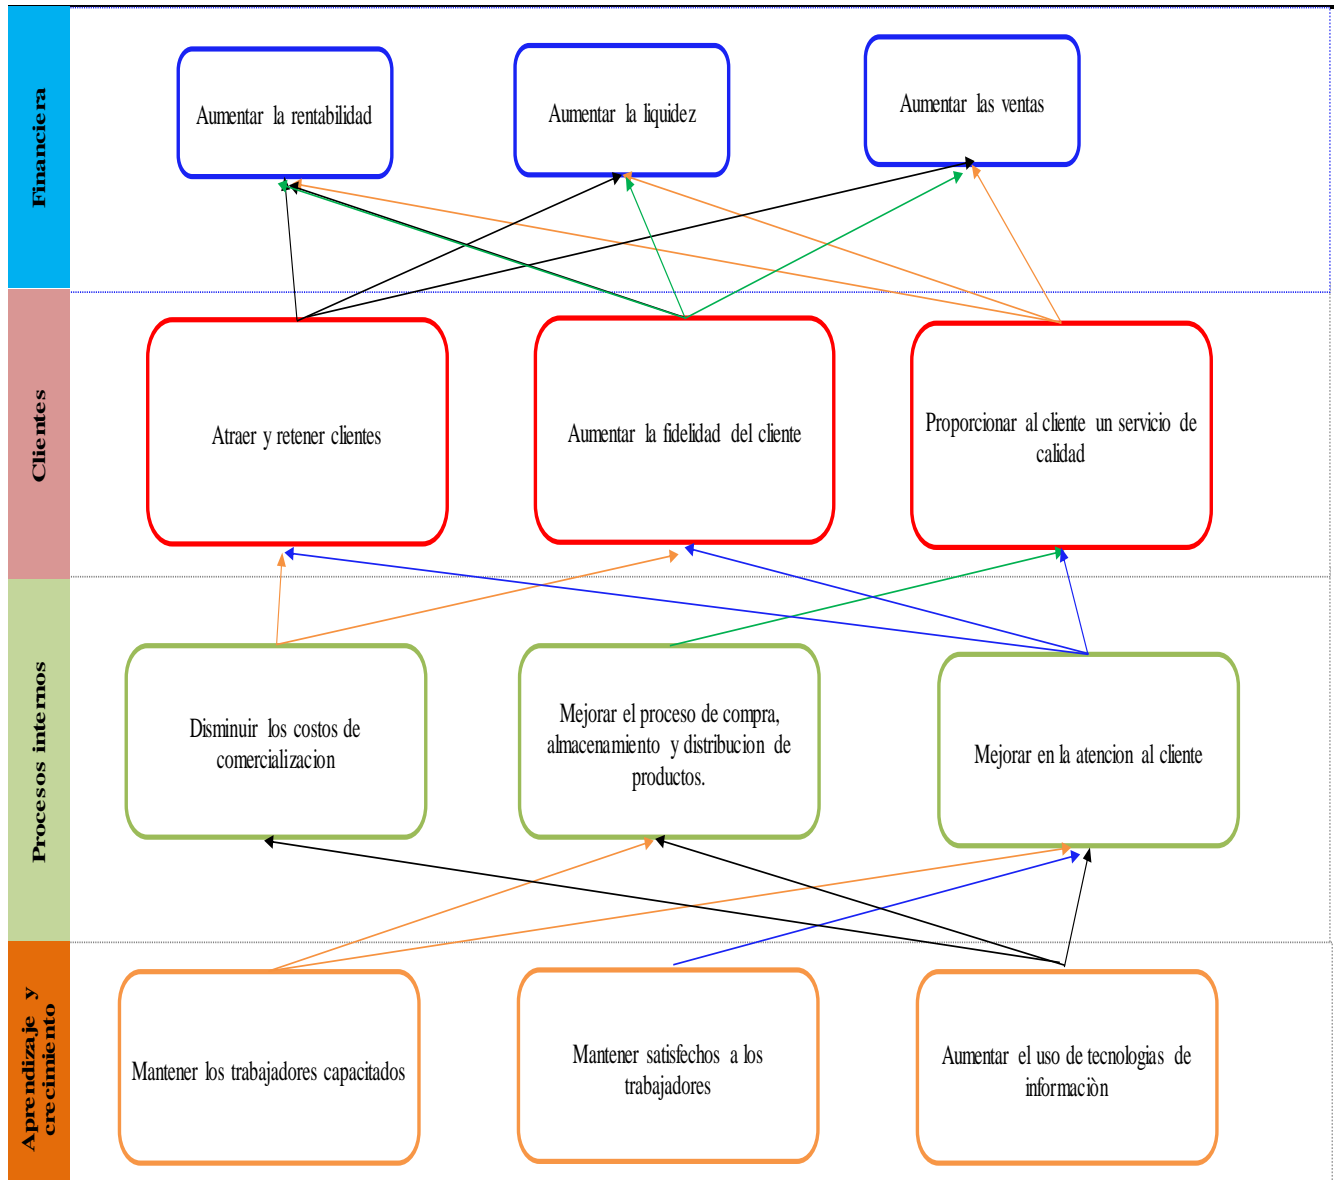 Financiera
Aumentar la rentabilidad
Aumentar la liquidez
Aumentar las ventas
Clientes
Atraer y retener clientes
Aumentar la fidelidad del cliente
Proporcionar al cliente un servicio de
calidad
Procesos internos
Disminuir los costos de
comercializacion
Mejorar el proceso de compra,
almacenamiento y distribucion de
productos.
Mejorar en la atencion al cliente
Aprendizaje y
crecimiento
Mantener los trabajadores capacitados
Mantener satisfechos a los
trabajadores
Aumentar el uso de tecnologias de
informaciòn